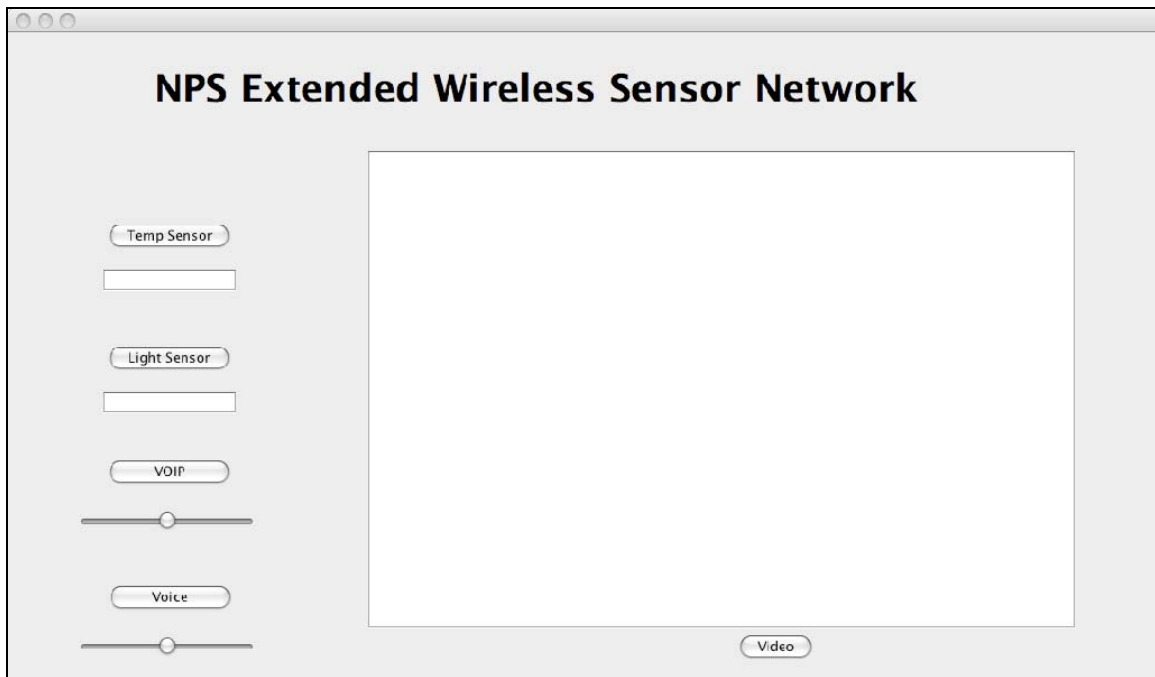 NPS Extended Wireless Sensor Network
Temp Sensor
Light Sensor
VOIP
Voice
Video